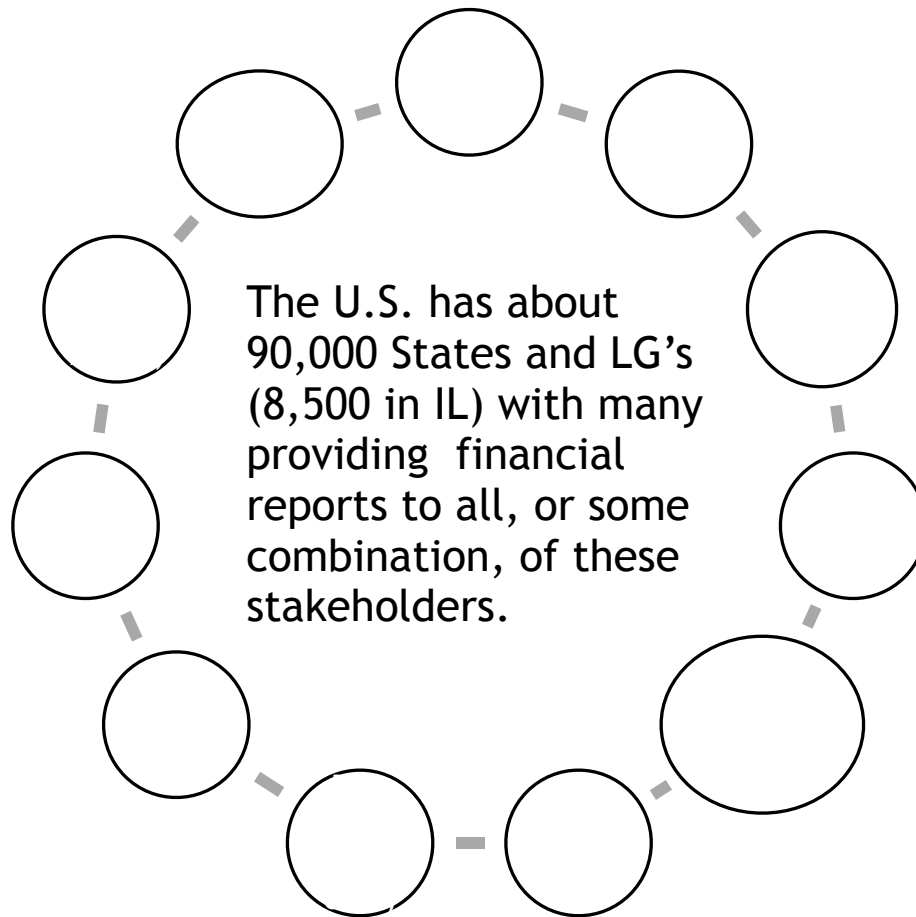 The U.S. has about
90,000 States and LG’s
(8,500 in IL) with many
providing  financial
reports to all, or some
combination, of these
stakeholders.